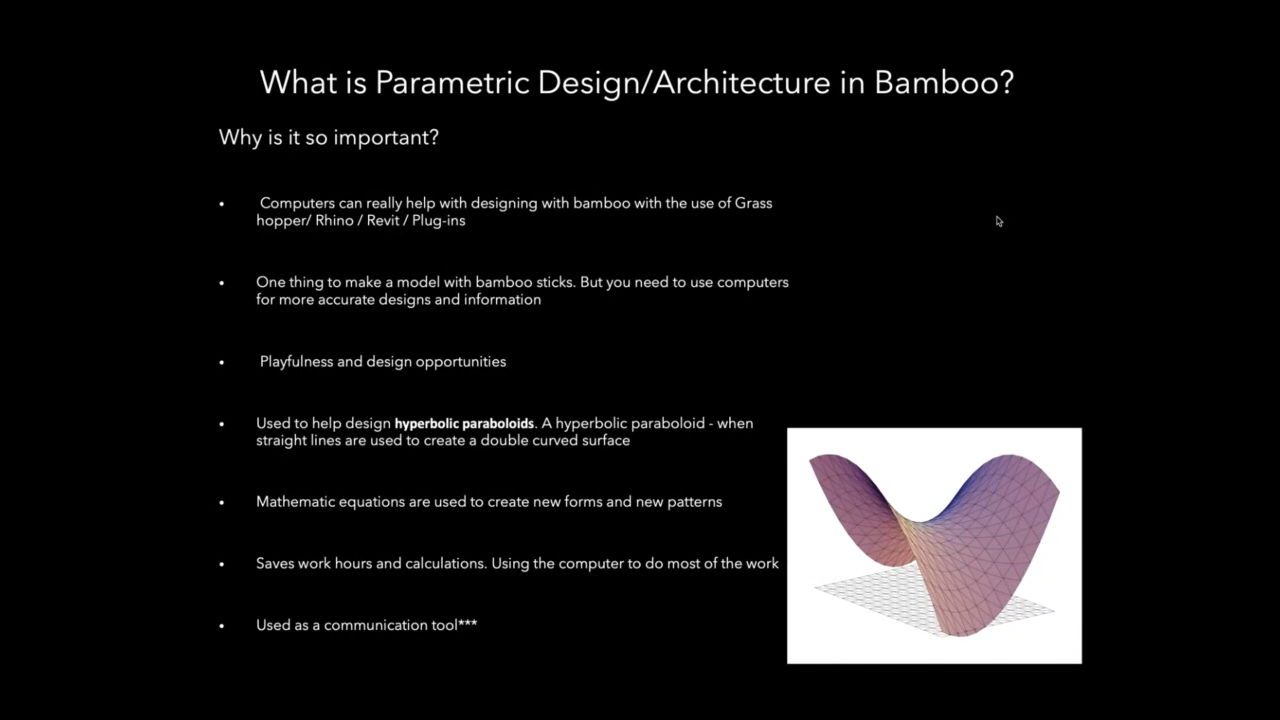 What is Parametric Design/Architecture in Bamboo?
Why is it so important?
• Computers can really help with designing with bamboo with the use of Grass
hopper/ Rhino / Revit / Plug-ins
• One thing to make a model with bamboo sticks. But you need to use computers
for more accurate designs and information
• Playfulness and design opportunities
• Used to help design hyperbolic paraboloids. A hyperbolic paraboloid - when
straight lines are used to create a double curved surface
• Mathematic equations are used to create new forms and new patterns
• Saves work hours and calculations. Using the computer to do most of the work
• Used as a communication tool***